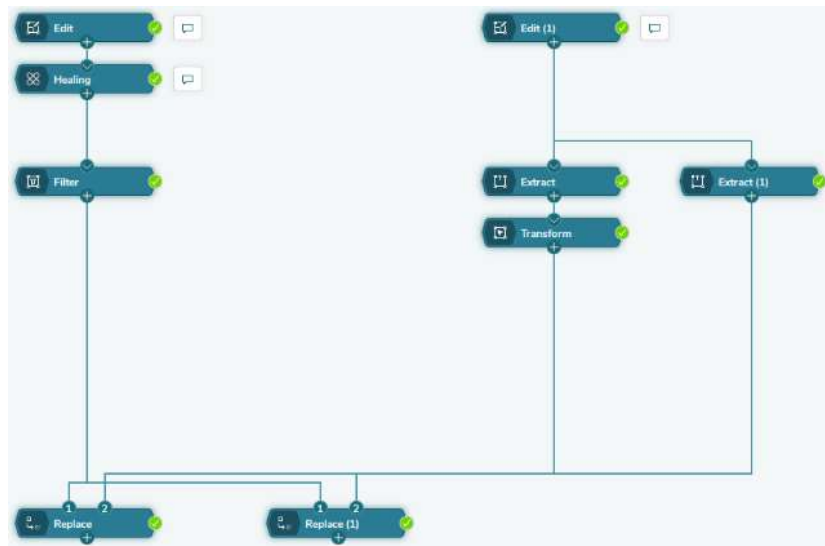 Edit
Edit (1)
Healing
Filter
Extract
Extract (1)
Transform
1 2
1 2
Replace
Replace (1)